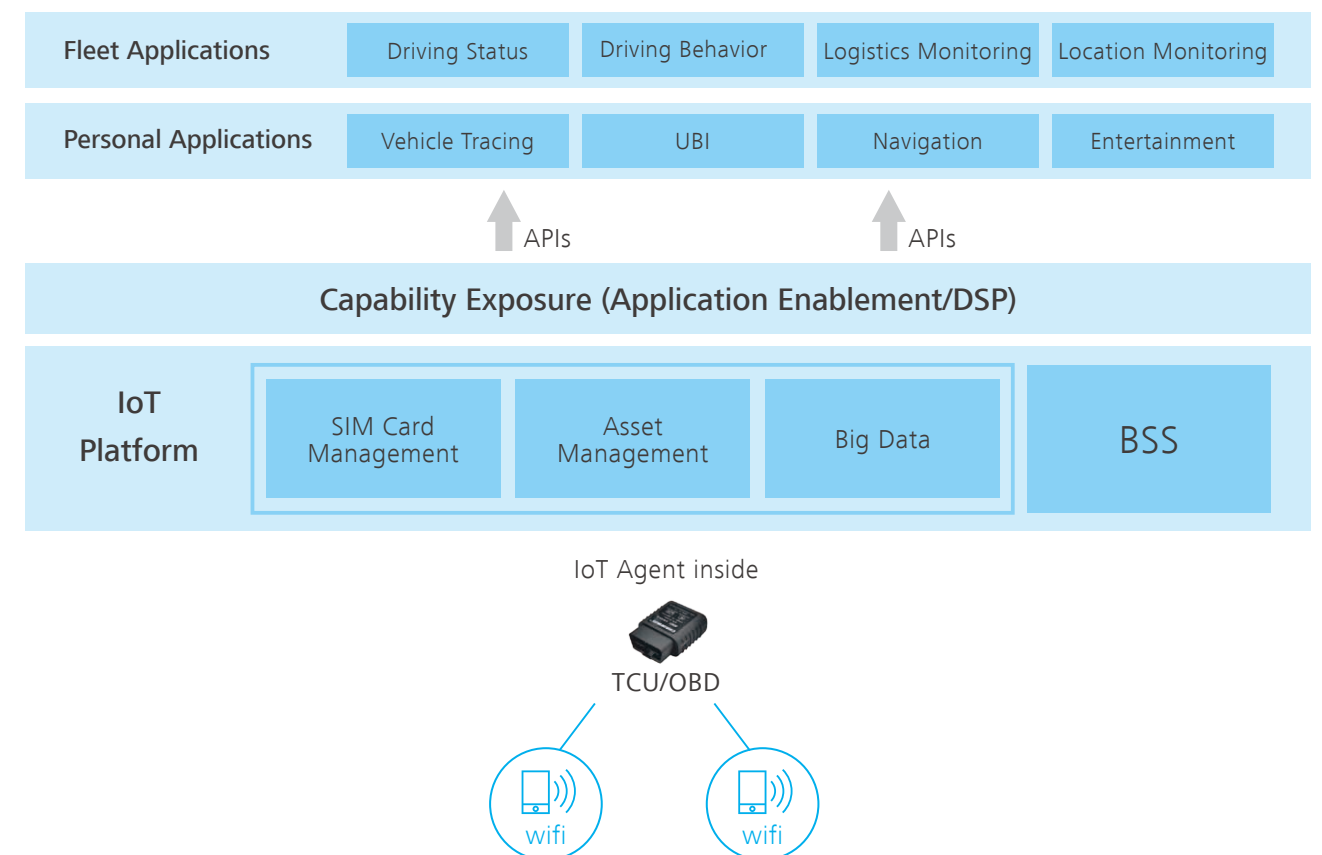 Fleet Applications
Driving Status
Driving Behavior
Logistics Monitoring
Location Monitoring
Personal Applications
Vehicle Tracing
UBI
Navigation
Entertainment
APIs
APIs
Capability Exposure (Application Enablement/DSP)
IoT
Platform
SIM Card
Management
Asset
Management
Big Data
BSS
IoT Agent inside
TCU/OBD
wifi
wifi